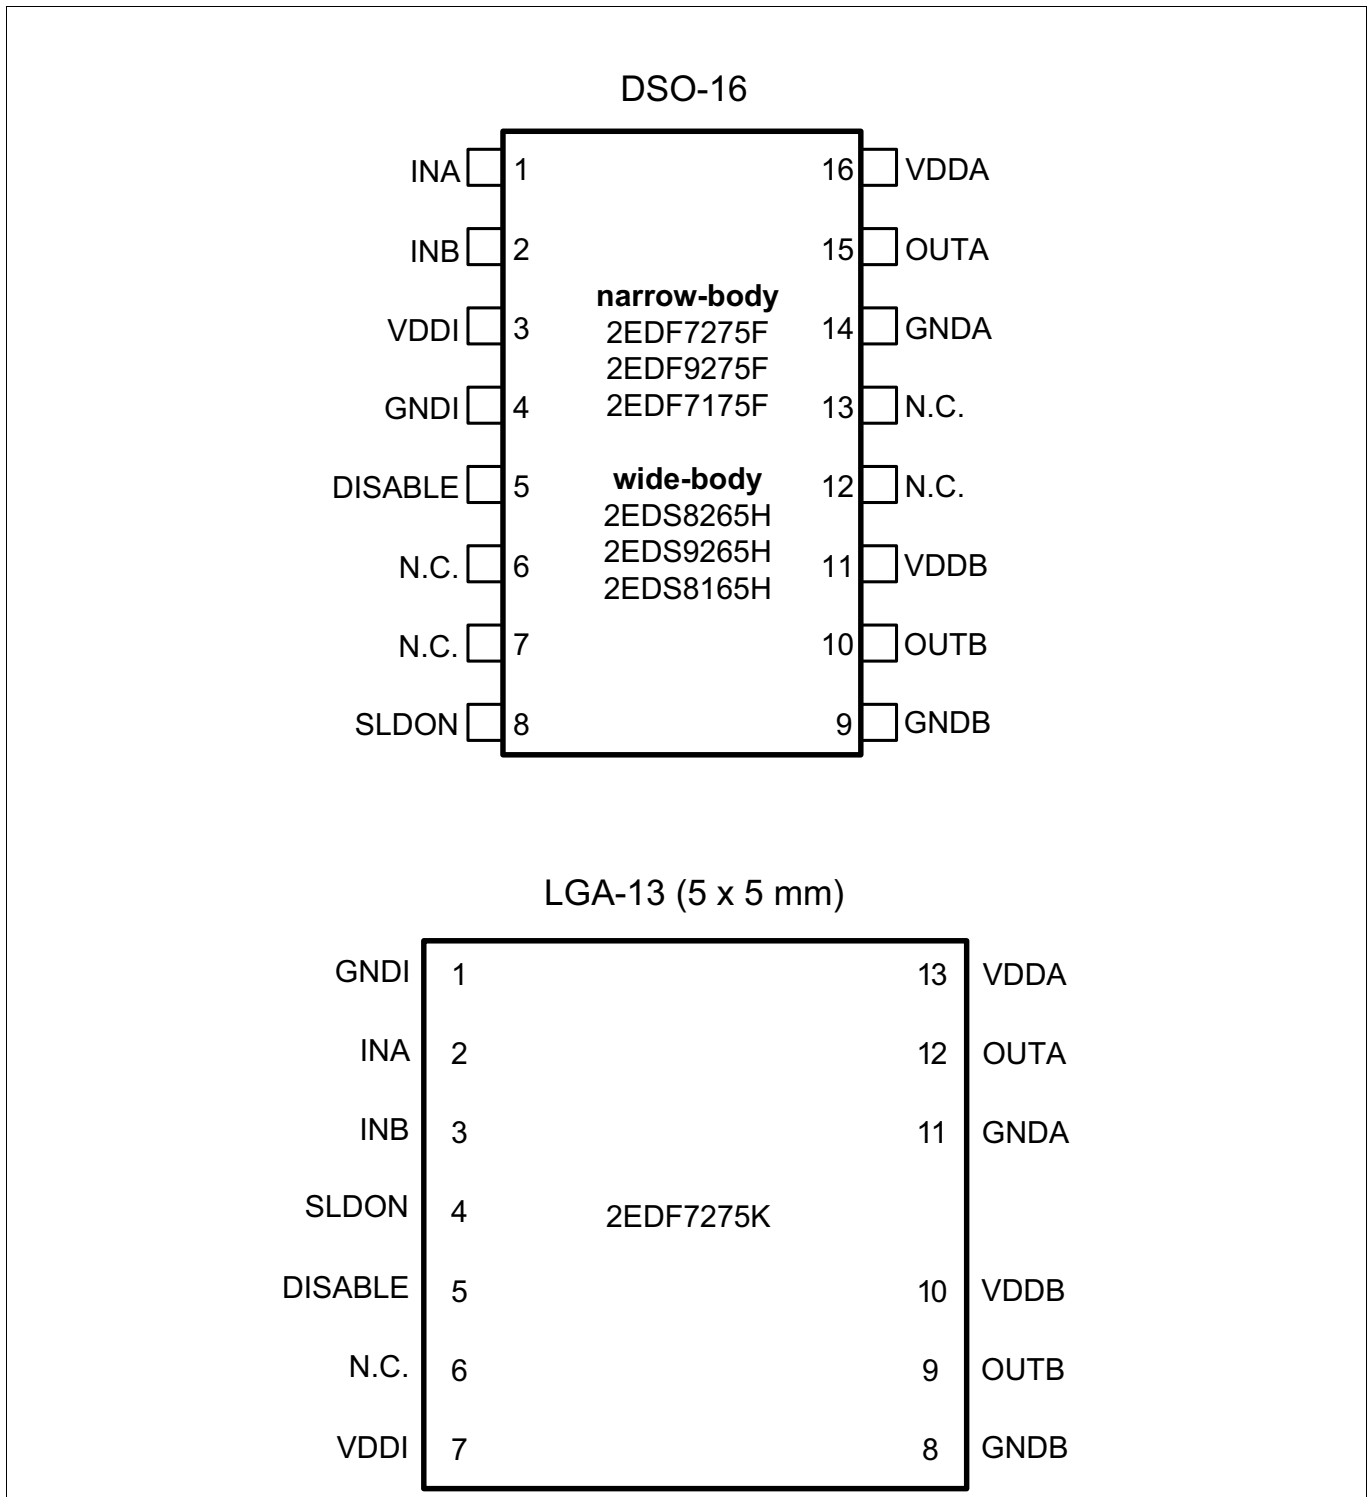 DSO-16
INA 1 16 VDDA
INB 2 15 OUTA
narrow-body
VDDI 3 2EDF7275F 14 GNDA
2EDF9275F
GNDI 4 2EDF7175F 13 N.C.
DISABLE 5 wide-body 12 N.C.
2EDS8265H
N.C. 6 2EDS9265H 11 VDDB
2EDS8165H
N.C. 7 10 OUTB
SLDON 8 9 GNDB
LGA-13 (5 x 5 mm)
GNDI 1 13 VDDA
INA 2 12 OUTA
INB 3 11 GNDA
SLDON 4 2EDF7275K
DISABLE 5 10 VDDB
N.C. 6 9 OUTB
VDDI 7 8 GNDB